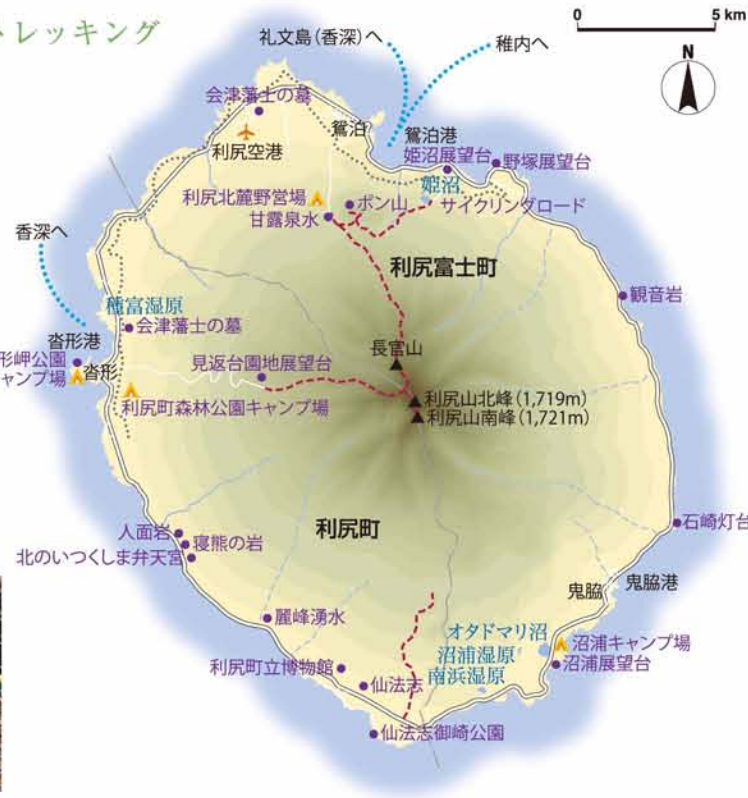 トレッキング
0 5 km
N
礼文島（香深）へ
稚内へ
会津藩士の墓
利尻空港
鴛泊
鴛泊港
姫沼展望台
野塚展望台
利尻北麓野営場
ポン山
姫沼
サイクリングロード
甘露泉水
香深へ
利尻富士町
観音岩
種富湿原
会津藩士の墓
沓形港
長官山
形岬公園
見返台園地展望台
ャンプ場
沓形
利尻町森林公園キャンプ場
利尻山北峰（1,719m）
利尻山南峰（1,721m）
人面岩
寝熊の岩
北のいつくしま弁天宮
利尻町
石崎灯台
鬼脇
鬼脇港
麗峰湧水
オタドマリ沼
沼浦キャンプ場
沼浦湿原
沼浦展望台
利尻町立博物館
南浜湿原
仙法志
仙法志御崎公園